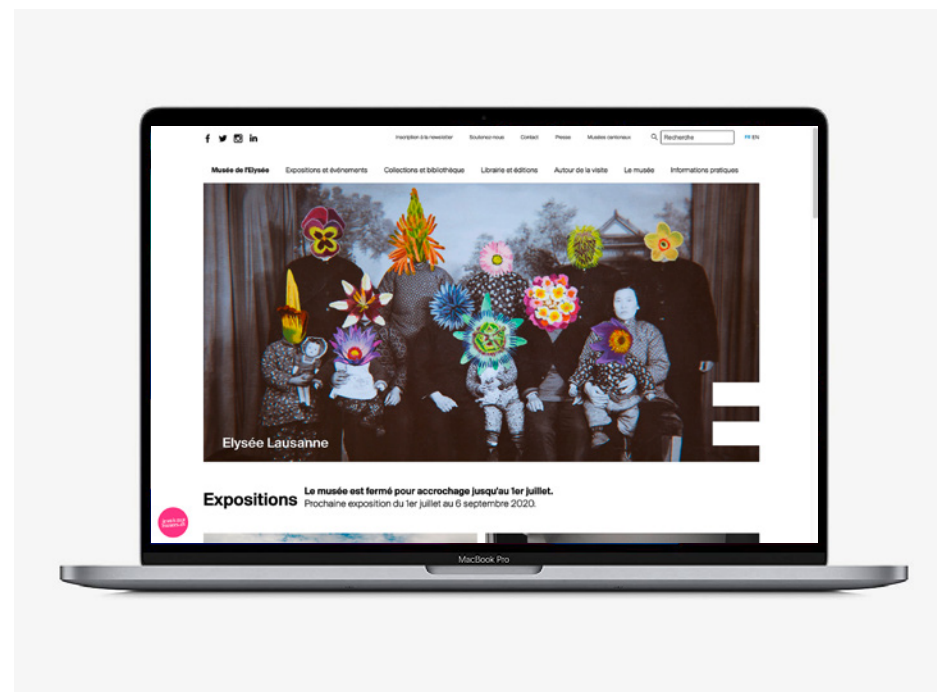 Inscription à la newsletter Soutenez-nous Contact Presse Musées cantonaux Recherche FR EN
Musée de l'Elysée Expositions et événements Collections et bibliothèque Librairie et éditions Autour de la visite Le musée Informations pratiques
Elysée Lausanne
Expositions
Le musée est fermé pour accrochage jusqu'au 1er juillet.
Prochaine exposition du 1er juillet au 6 septembre 2020.
MacBook Pro